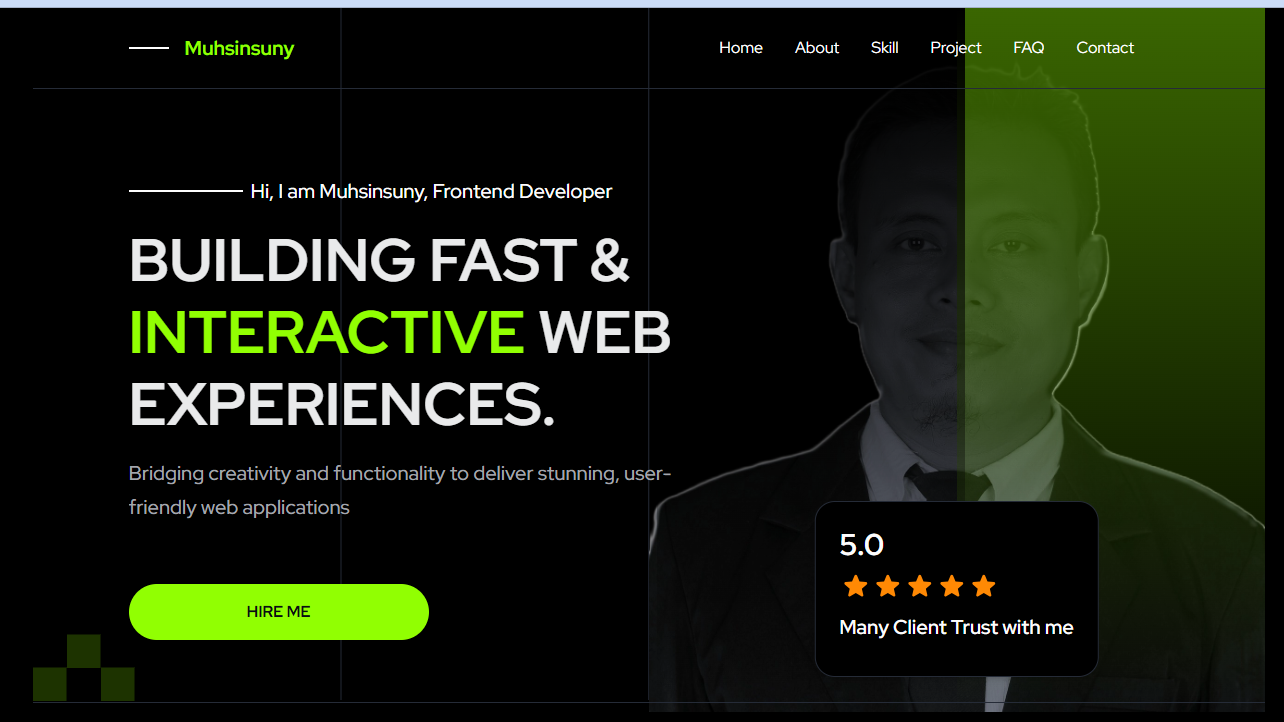 Muhsinsuny
Home About Skill Project FAQ Contact
Hi, I am Muhsinsuny, Frontend Developer
BUILDING FAST &
INTERACTIVE WEB
EXPERIENCES.
Bridging creativity and functionality to deliver stunning, user-
friendly web applications
HIRE ME
5.0
Many Client Trust with me